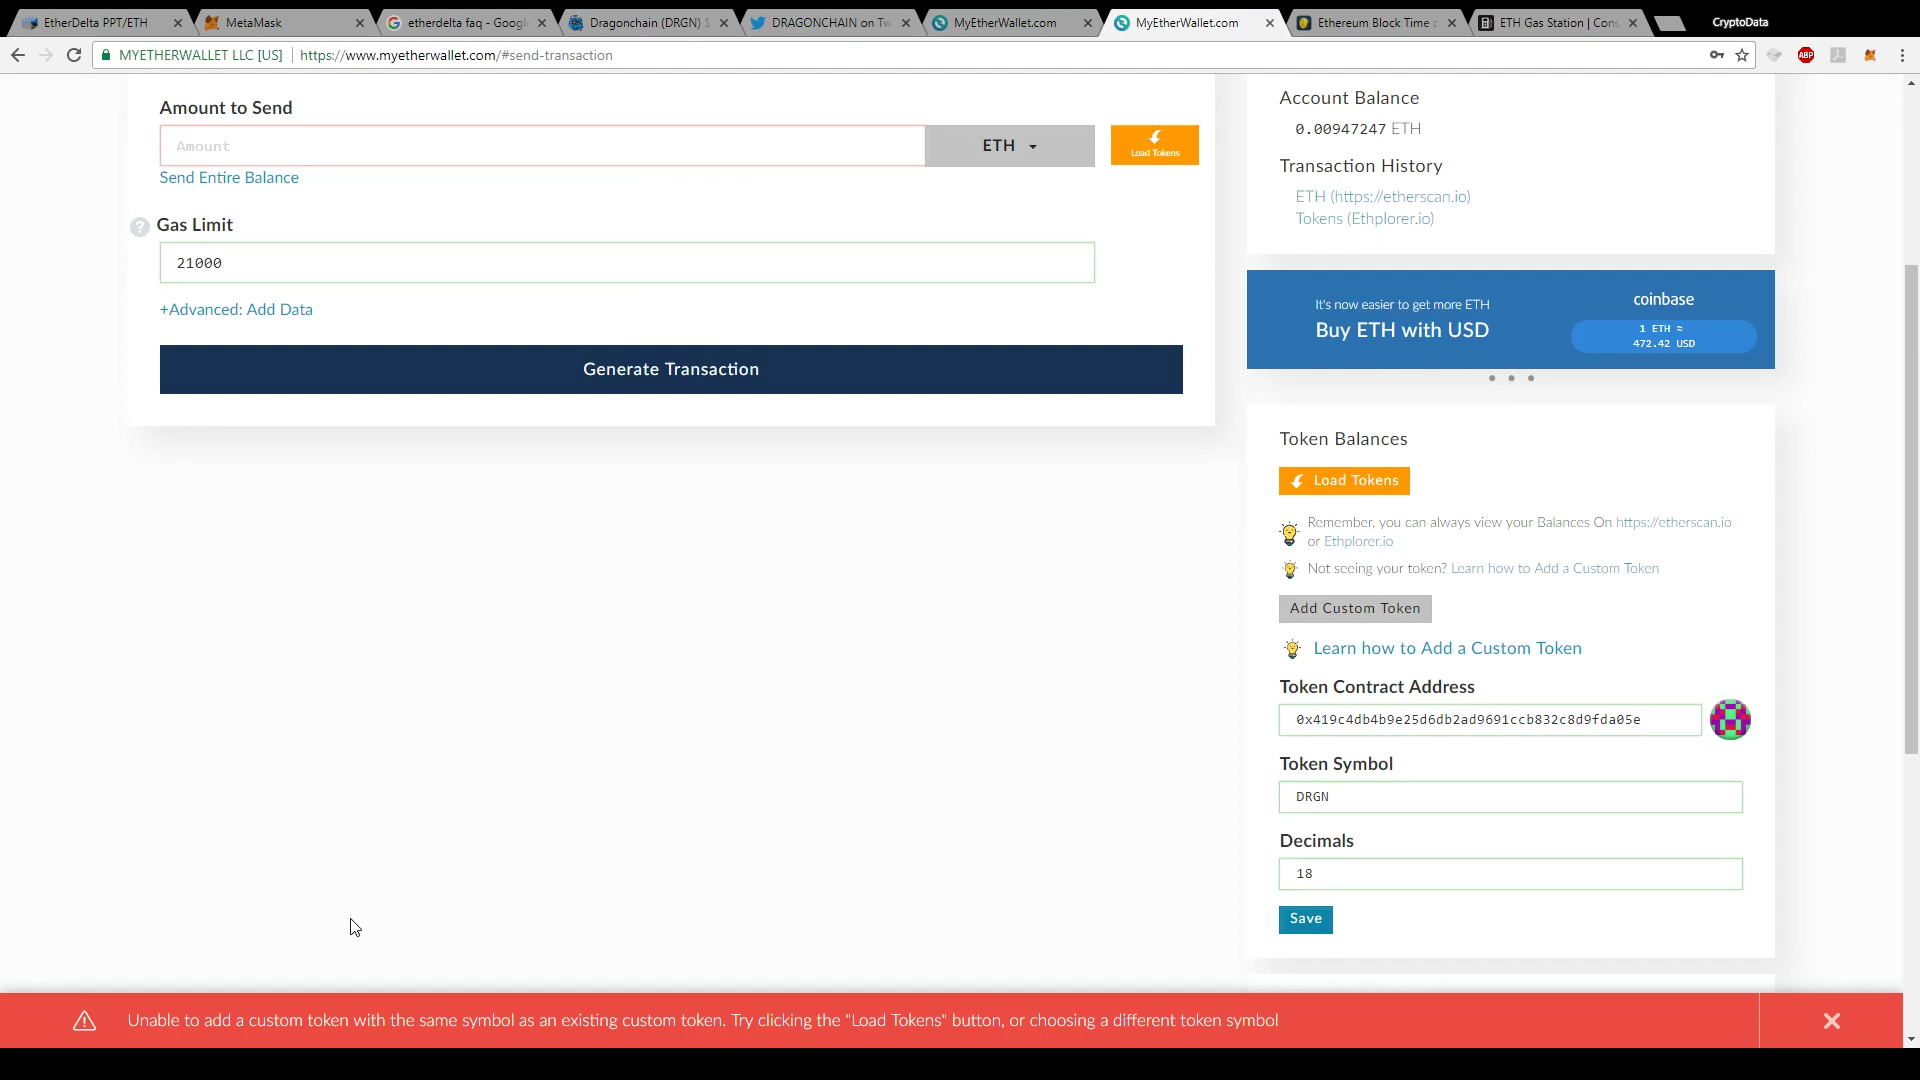 EtherDelta PPT/ETH
MetaMask
etherdelta faq - Googl
Dragonchain (DRGN) $
DRAGONCHAIN on Tw
MyEtherWallet.com
MyEtherWallet.com
Ethereum Block Time c
ETH Gas Station | Cons
CryptoData
MYETHERWALLET LLC [US]
https://www.myetherwallet.com/#send-transaction
ABP
Amount to Send
Amount
ETH
Load Tokens
Send Entire Balance
? Gas Limit
21000
+Advanced: Add Data
Generate Transaction
Account Balance
0.00947247 ETH
Transaction History
ETH (https://etherscan.io)
Tokens (Ethplorer.io)
It's now easier to get more ETH
Buy ETH with USD
coinbase
1 ETH ≈
472.42 USD
Token Balances
Load Tokens
Remember, you can always view your Balances On https://etherscan.io
or Ethplorer.io
Not seeing your token? Learn how to Add a Custom Token
Add Custom Token
Learn how to Add a Custom Token
Token Contract Address
0x419c4db4b9e25d6db2ad9691ccb832c8d9fda05e
Token Symbol
DRGN
Decimals
18
Save
Unable to add a custom token with the same symbol as an existing custom token. Try clicking the "Load Tokens" button, or choosing a different token symbol